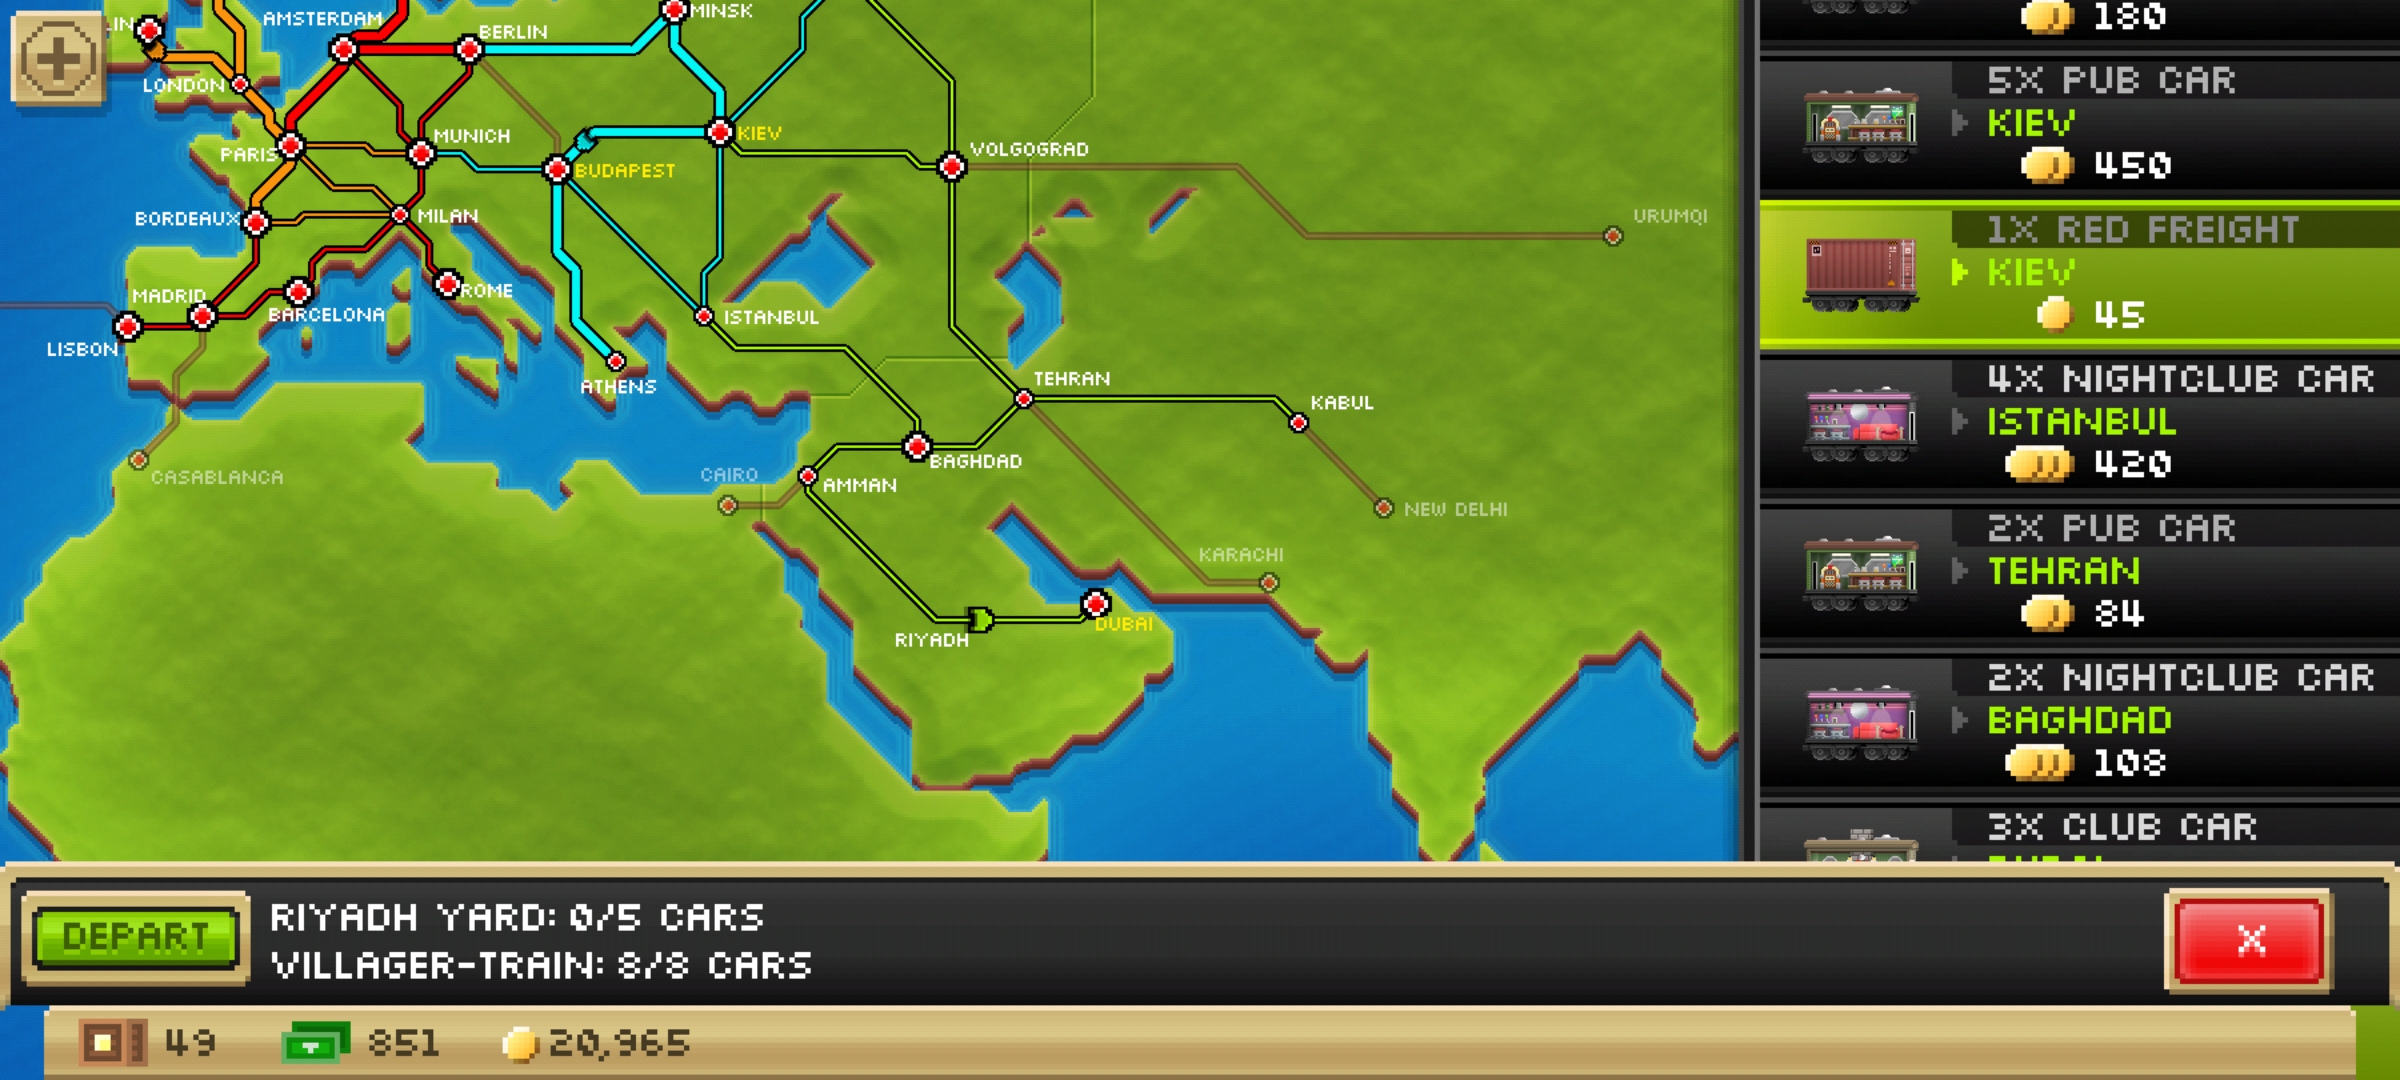 AMSTERDAM
BERLIN
MINSK
LONDON
PARIS
MUNICH
KIEV
BUDAPEST
VOLGOGRAD
BORDEAUX
MILAN
URUMQI
MADRID
ROME
BARCELONA
ISTANBUL
LISBON
ATHENS
TEHRAN
KABUL
CASABLANCA
CAIRO
BAGHDAD
AMMAN
NEW DELHI
KARACHI
DUBAI
RIYADH
180
5X PUB CAR
KIEV
450
1X RED FREIGHT
KIEV
45
4X NIGHTCLUB CAR
ISTANBUL
420
2X PUB CAR
TEHRAN
84
2X NIGHTCLUB CAR
BAGHDAD
108
3X CLUB CAR
DEPART
RIYADH YARD: 0/5 CARS
VILLAGER-TRAIN: 8/8 CARS
X
49
851
20,965